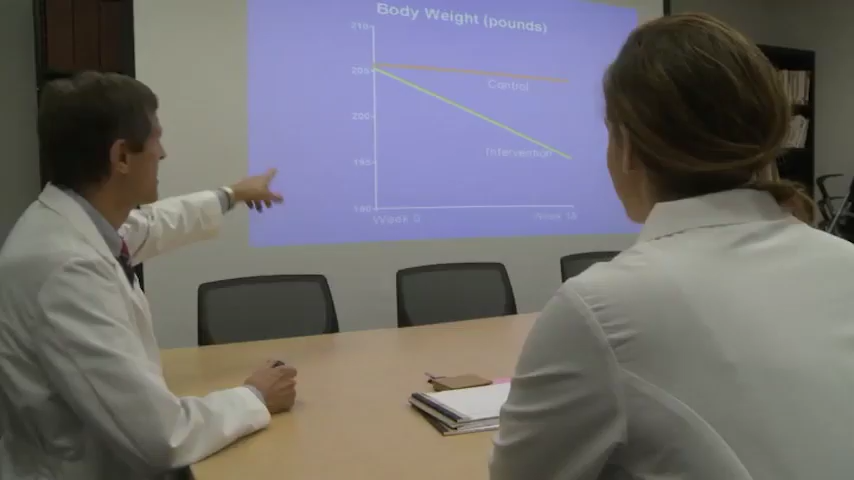 Body Weight (pounds)
210
205
Control
200
Intervention
195
190
Week 0
Week 18